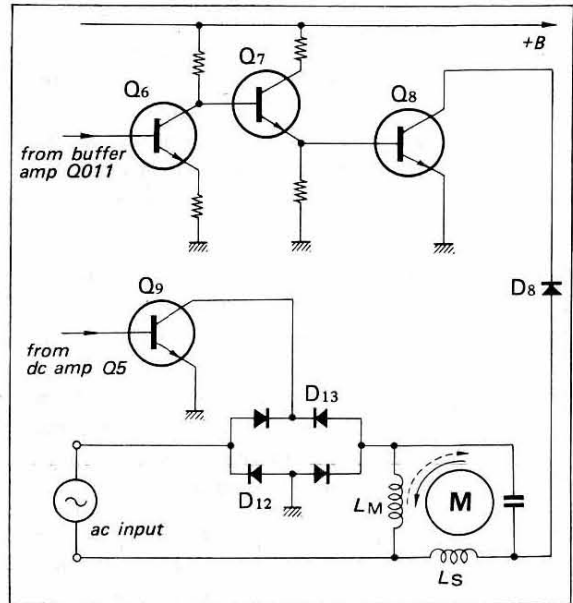 +B
Q6
Q7
Q8
from buffer
amp Q011
D8
Q9
from
dc amp Q5
D13
D12
ac input
LM
M
LS